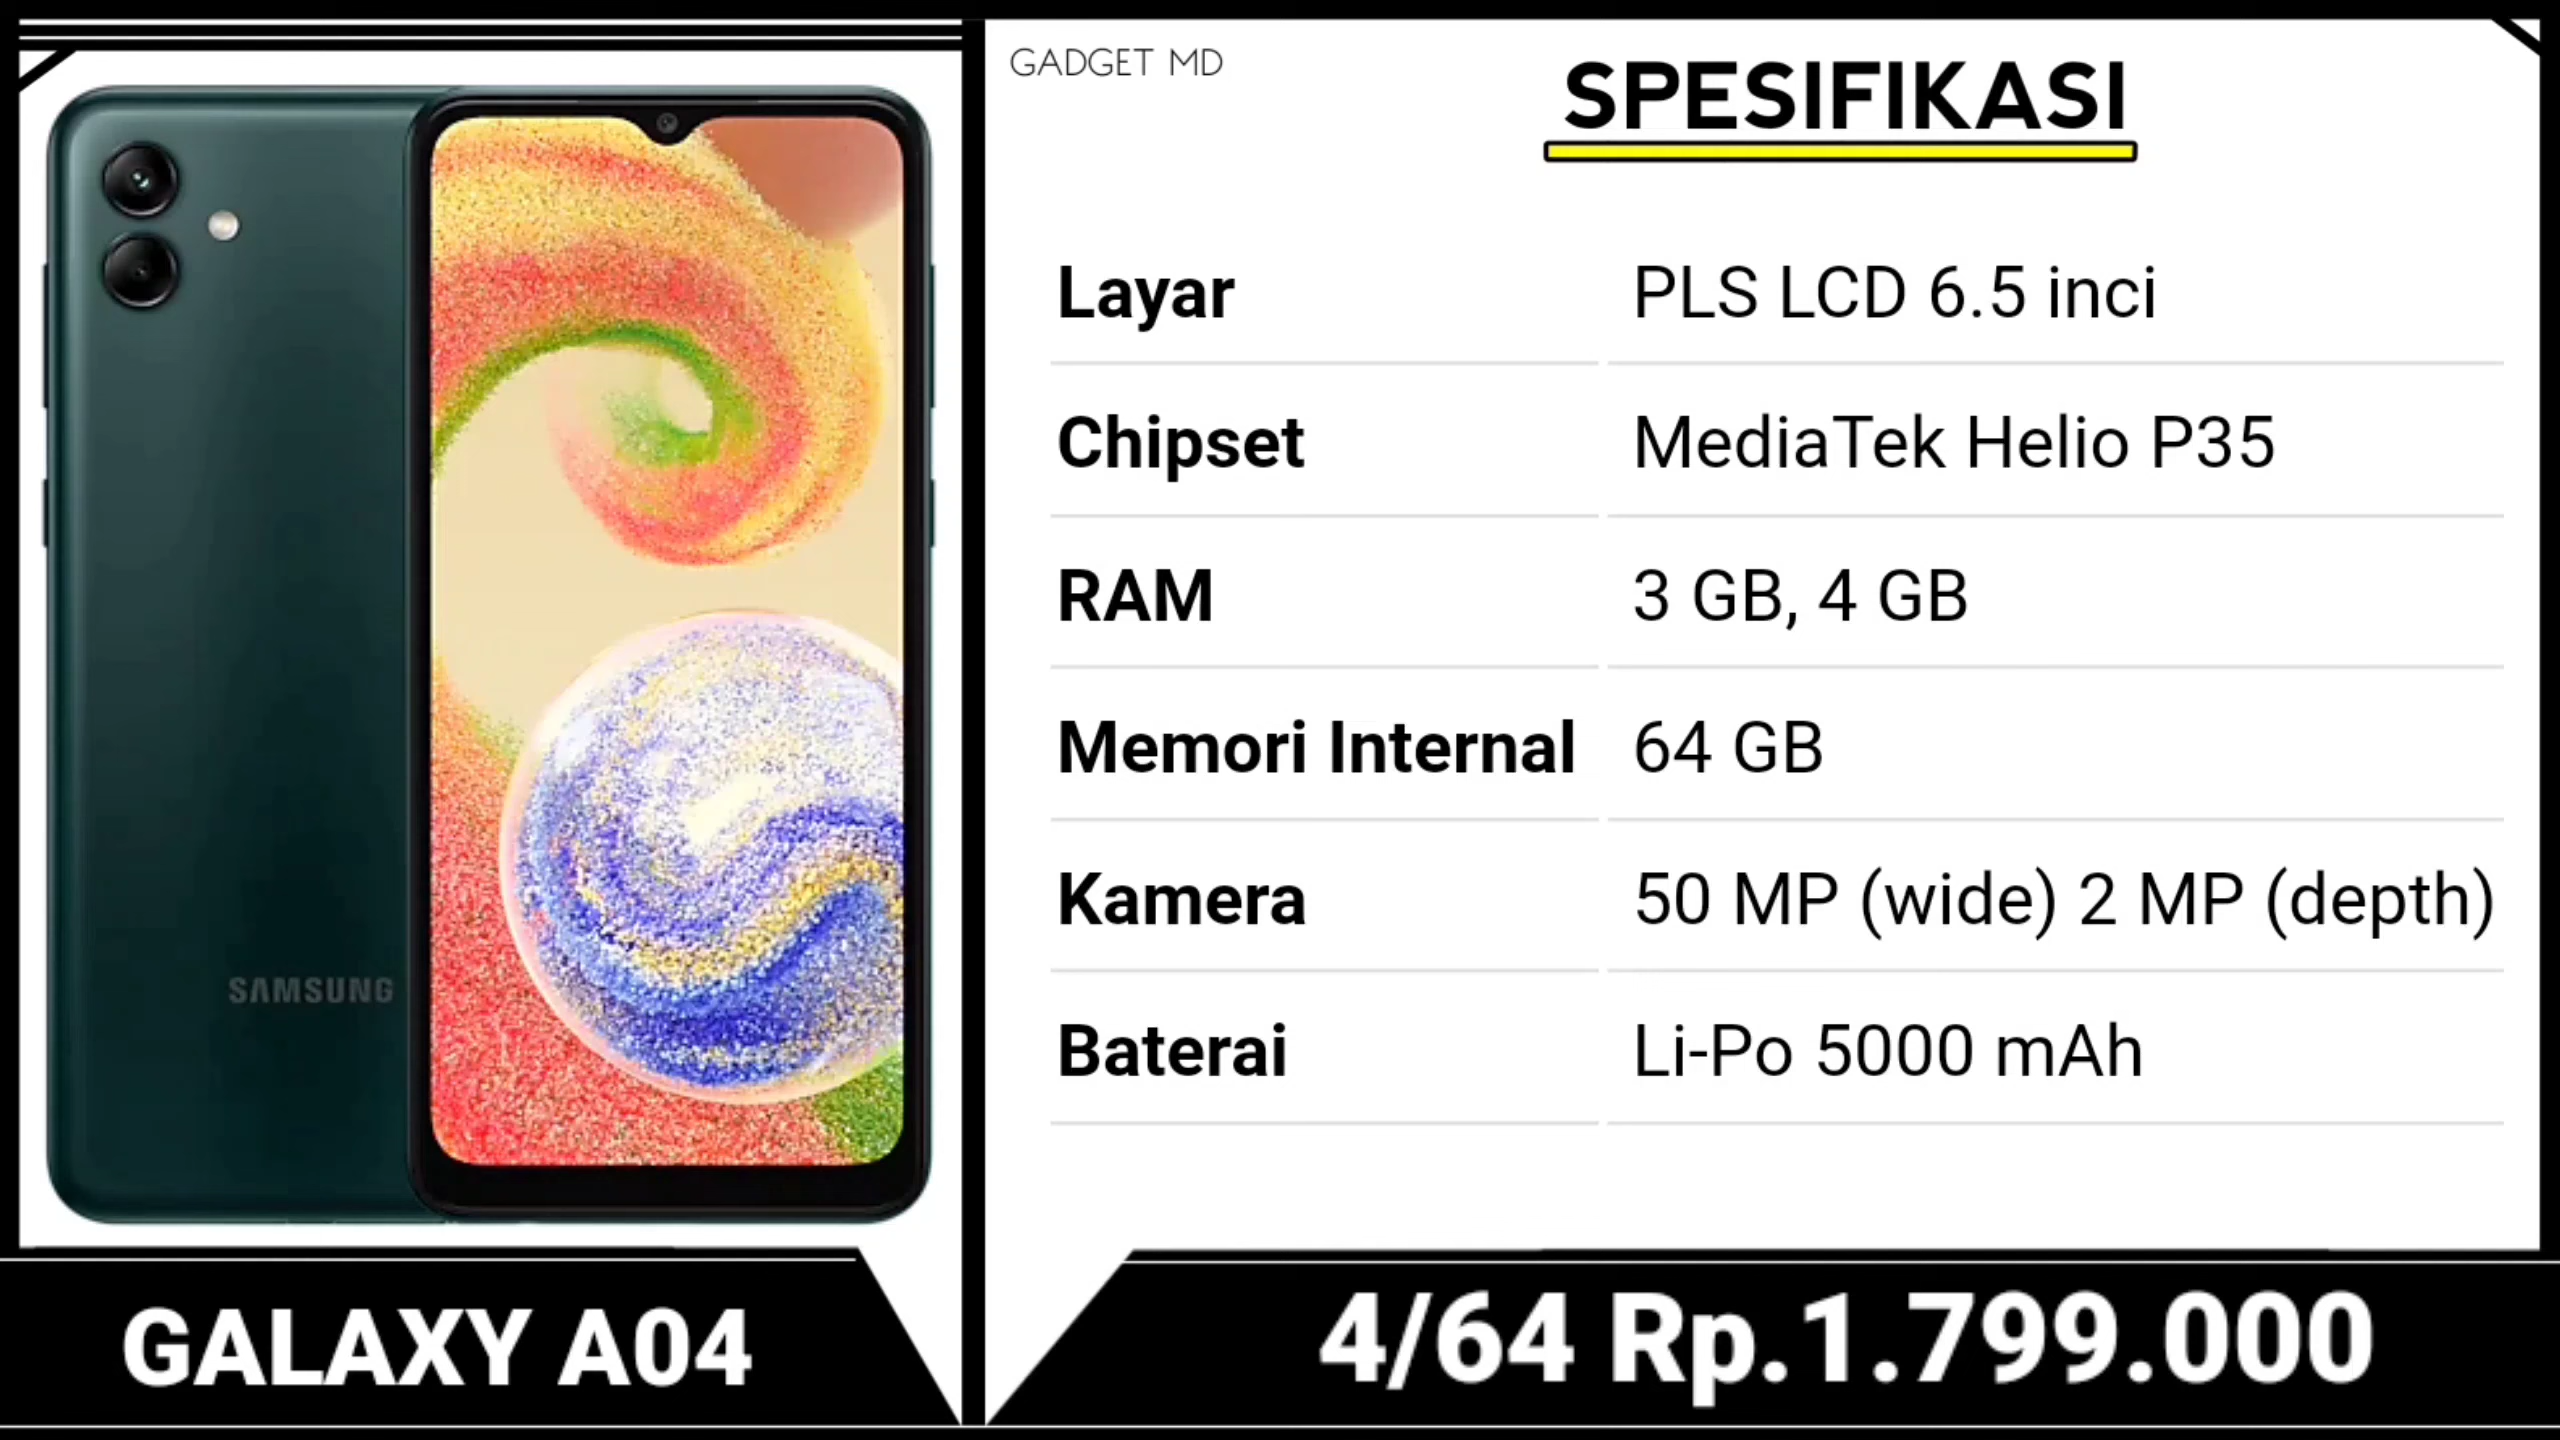 GADGET MD
SPESIFIKASI
Layar PLS LCD 6.5 inci
Chipset MediaTek Helio P35
RAM 3 GB, 4 GB
Memori Internal 64 GB
Kamera 50 MP (wide) 2 MP (depth)
Baterai Li-Po 5000 mAh
SAMSUNG
GALAXY A04
4/64 Rp.1.799.000